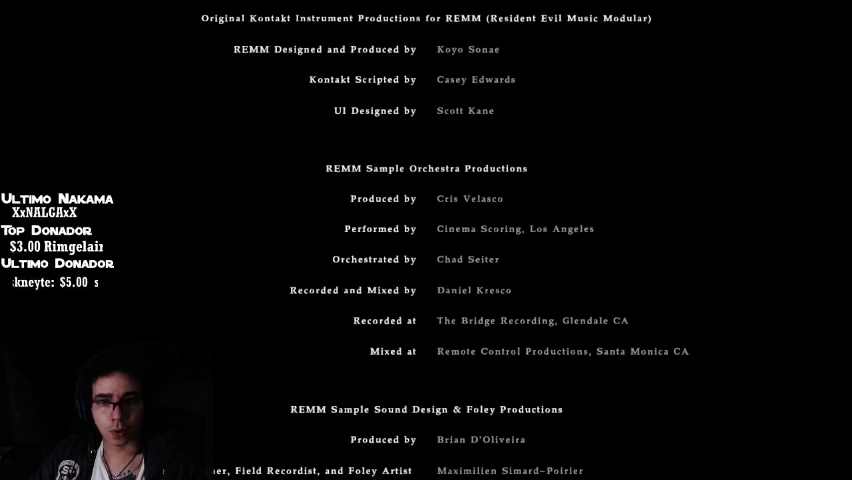 Original Kontakt Instrument Productions for REMM (Resident Evil Music Modular)
REMM Designed and Produced by Koyo Sonae
Kontakt Scripted by Casey Edwards
UI Designed by Scott Kane
REMM Sample Orchestra Productions
Produced by Cris Velasco
Performed by Cinema Scoring, Los Angeles
Orchestrated by Chad Seiter
Recorded and Mixed by Daniel Kresco
Recorded at The Bridge Recording, Glendale CA
Mixed at Remote Control Productions, Santa Monica CA
REMM Sample Sound Design & Foley Productions
Produced by Brian D'Oliveira
Field Recordist, and Foley Artist Maximilien Simard-Poirier
Ultimo Nakama
XxNALGAxX
Top Donador
$3.00 Rimgelair
Ultimo Donador
kneyte: $5.00 s